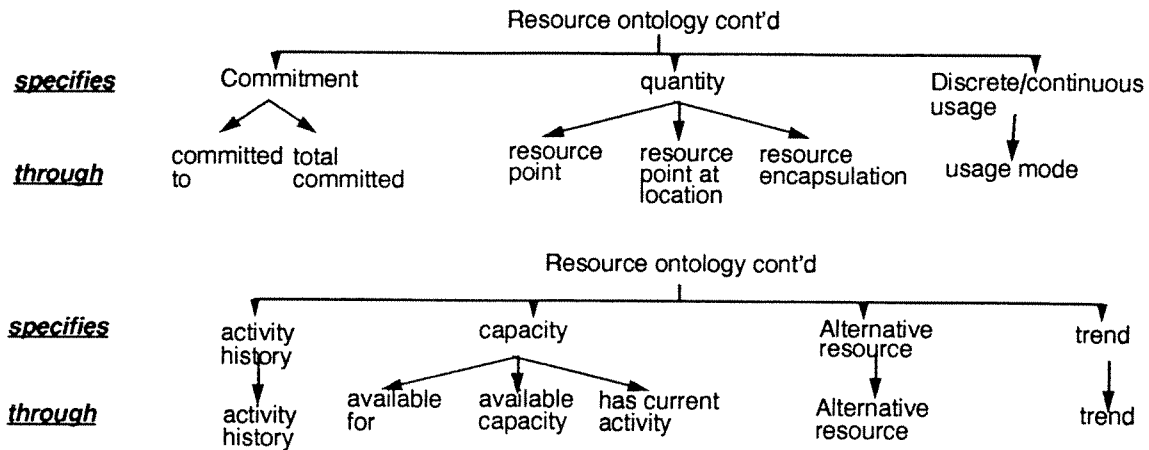 Resource ontology cont'd
specifies
Commitment
quantity
Discrete/continuous
usage
through
committed
to
total
committed
resource
point
resource
point at
location
resource
encapsulation
usage mode
Resource ontology cont'd
specifies
activity
history
capacity
Alternative
resource
trend
through
activity
history
available
for
available
capacity
has current
activity
Alternative
resource
trend